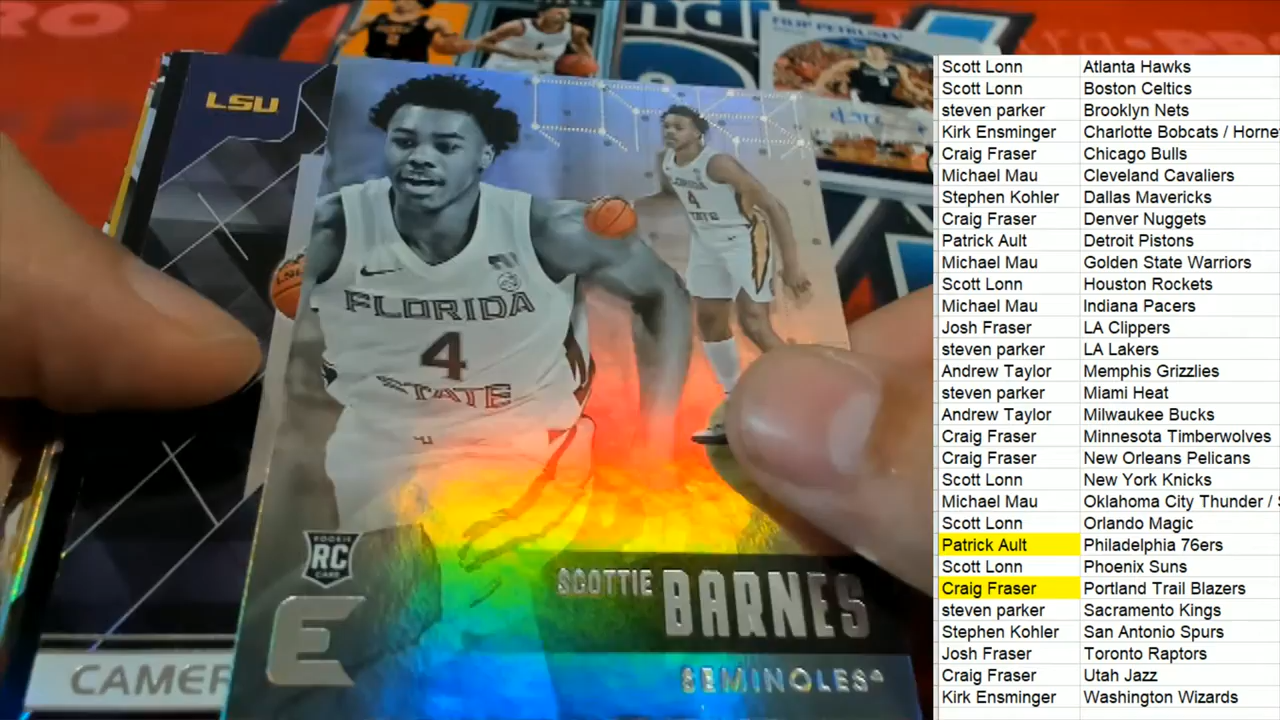 LSU
FILIP PETRUSEV
FLORIDA
4
STATE
FLORIDA
4
STATE
ROOKIE
RC
CARD
E
SCOTTIE BARNES
SEMINOLES
CAMER
Scott Lonn Atlanta Hawks
Scott Lonn Boston Celtics
steven parker Brooklyn Nets
Kirk Ensminger Charlotte Bobcats / Horne
Craig Fraser Chicago Bulls
Michael Mau Cleveland Cavaliers
Stephen Kohler Dallas Mavericks
Craig Fraser Denver Nuggets
Patrick Ault Detroit Pistons
Michael Mau Golden State Warriors
Scott Lonn Houston Rockets
Michael Mau Indiana Pacers
Josh Fraser LA Clippers
steven parker LA Lakers
Andrew Taylor Memphis Grizzlies
steven parker Miami Heat
Andrew Taylor Milwaukee Bucks
Craig Fraser Minnesota Timberwolves
Craig Fraser New Orleans Pelicans
Scott Lonn New York Knicks
Michael Mau Oklahoma City Thunder /
Scott Lonn Orlando Magic
Patrick Ault Philadelphia 76ers
Scott Lonn Phoenix Suns
Craig Fraser Portland Trail Blazers
steven parker Sacramento Kings
Stephen Kohler San Antonio Spurs
Josh Fraser Toronto Raptors
Craig Fraser Utah Jazz
Kirk Ensminger Washington Wizards